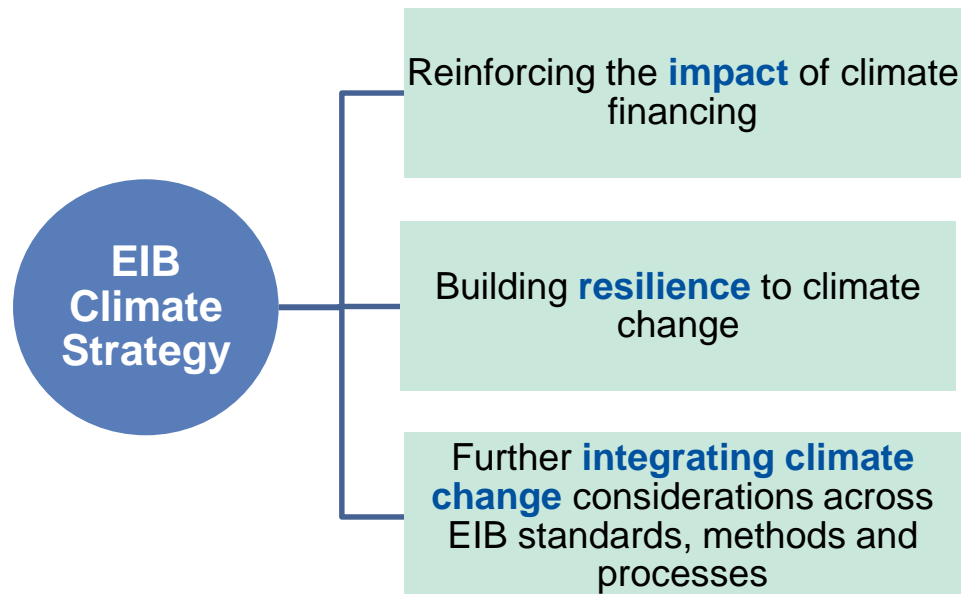 EIB
Climate
Strategy
Reinforcing the impact of climate
financing
Building resilience to climate
change
Further integrating climate
change considerations across
EIB standards, methods and
processes